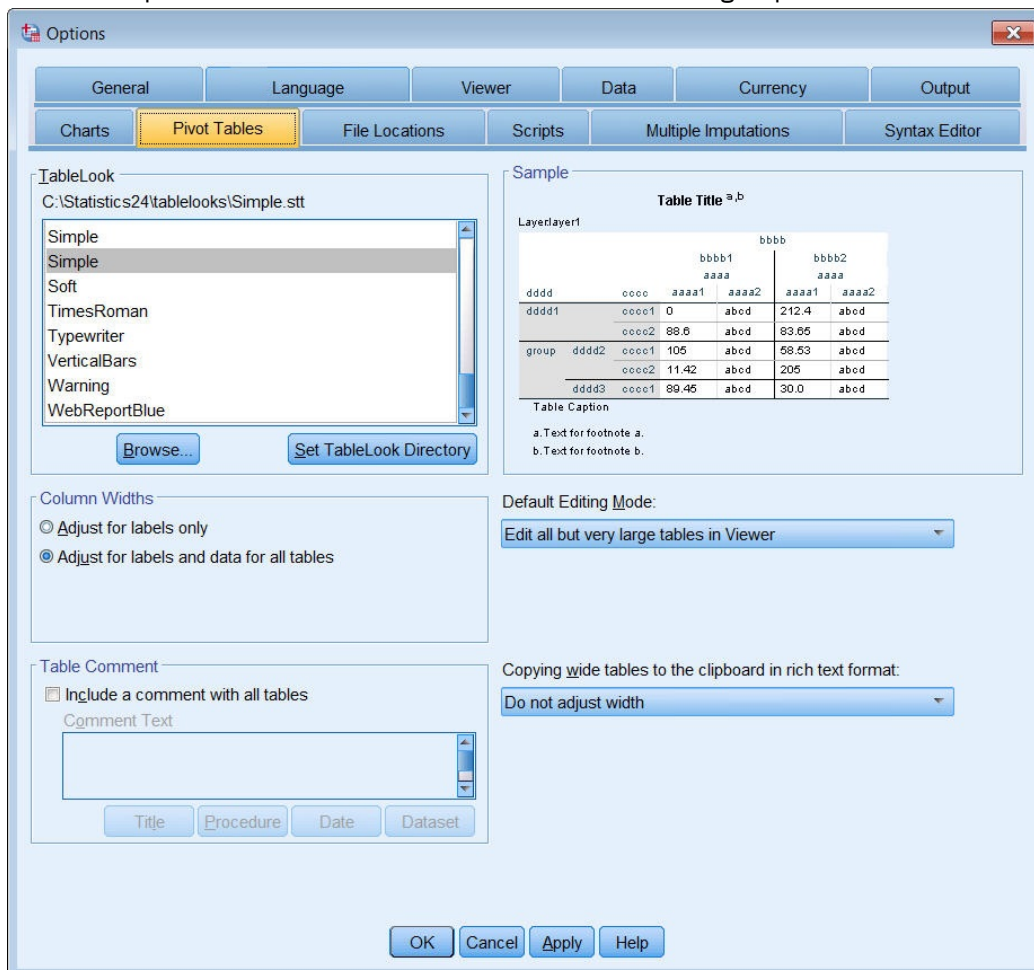 Options
General Language Viewer Data Currency Output
Charts Pivot Tables File Locations Scripts Multiple Imputations Syntax Editor
TableLook
C:\Statistics24\tablelooks\Simple.stt
Simple
Simple
Soft
TimesRoman
Typewriter
VerticalBars
Warning
WebReportBlue
Browse... Set TableLook Directory
Sample
Table Title a,b
Layerlayer1
bbbb
bbbb1 bbbb2
aaaa aaaa
dddd cccc aaaa1 aaaa2 aaaa1 aaaa2
dddd1 cccc1 0 abcd 212.4 abcd
cccc2 88.6 abcd 83.65 abcd
group dddd2 cccc1 105 abcd 58.53 abcd
cccc2 11.42 abcd 205 abcd
dddd3 cccc1 89.45 abcd 30.0 abcd
Table Caption
a.Text for footnote a.
b.Text for footnote b.
Column Widths
Adjust for labels only
Adjust for labels and data for all tables
Default Editing Mode:
Edit all but very large tables in Viewer
Table Comment
Include a comment with all tables
Comment Text
Title Procedure Date Dataset
Copying wide tables to the clipboard in rich text format:
Do not adjust width
OK Cancel Apply Help